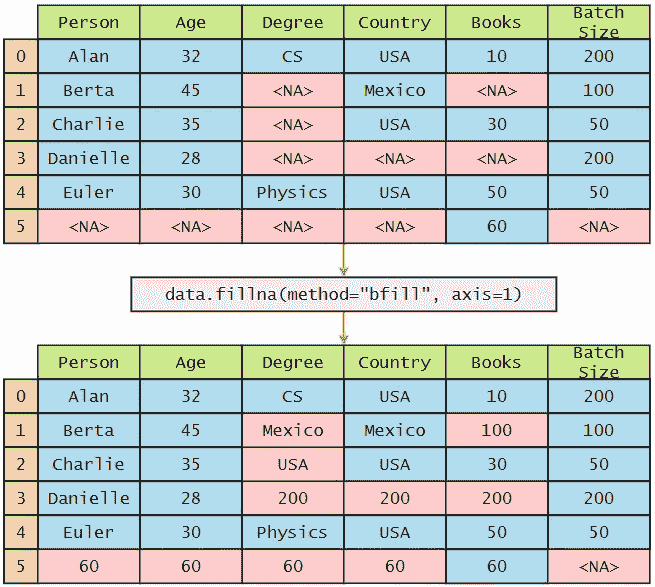 Person Age Degree Country Books Batch Size
0 Alan 32 CS USA 10 200
1 Berta 45 <NA> Mexico <NA> 100
2 Charlie 35 <NA> USA 30 50
3 Danielle 28 <NA> <NA> <NA> 200
4 Euler 30 Physics USA 50 50
5 <NA> <NA> <NA> <NA> 60 <NA>
data.fillna(method="bfill", axis=1)
Person Age Degree Country Books Batch Size
0 Alan 32 CS USA 10 200
1 Berta 45 Mexico Mexico 100 100
2 Charlie 35 USA USA 30 50
3 Danielle 28 200 200 200 200
4 Euler 30 Physics USA 50 50
5 60 60 60 60 60 <NA>